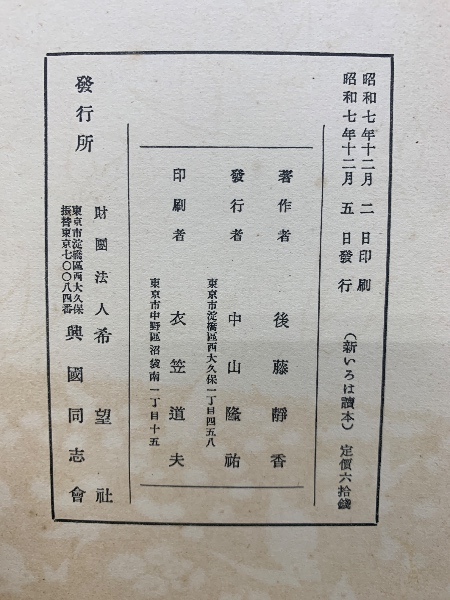 昭和七年十二月 二 日印刷
昭和七年十二月 五 日發行
(新いろは讀本) 定價六拾錢
著作者 後藤靜香
發行者 中山隆祐
東京市淀橋區西大久保一丁目四五八
印刷者 衣笠道夫
東京市中野區沼袋南一丁目十五
發行所
財團法人希望社
興國同志會
東京市淀橋區西大久保
振替東京七〇〇八四番